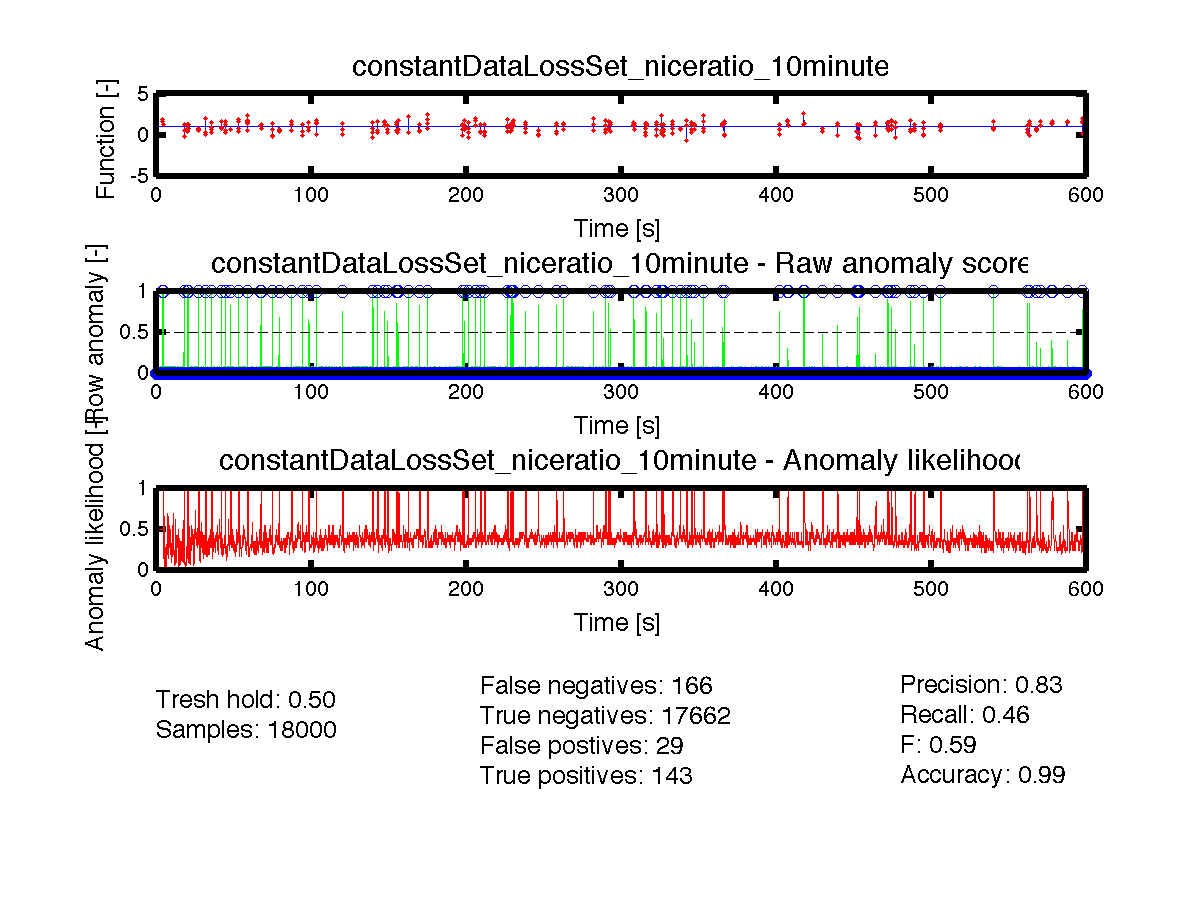 constantDataLossSet_niceratio_10minute
Function [-]
5
0
-5
0 100 200 300 400 500 600
Time [s]
constantDataLossSet_niceratio_10minute - Raw anomaly score
Row anomaly [-]
1
0.5
0
0 100 200 300 400 500 600
Time [s]
constantDataLossSet_niceratio_10minute - Anomaly likelihood
Anomaly likelihood [-]
1
0.5
0
0 100 200 300 400 500 600
Time [s]
Tresh hold: 0.50
Samples: 18000
False negatives: 166
True negatives: 17662
False postives: 29
True positives: 143
Precision: 0.83
Recall: 0.46
F: 0.59
Accuracy: 0.99